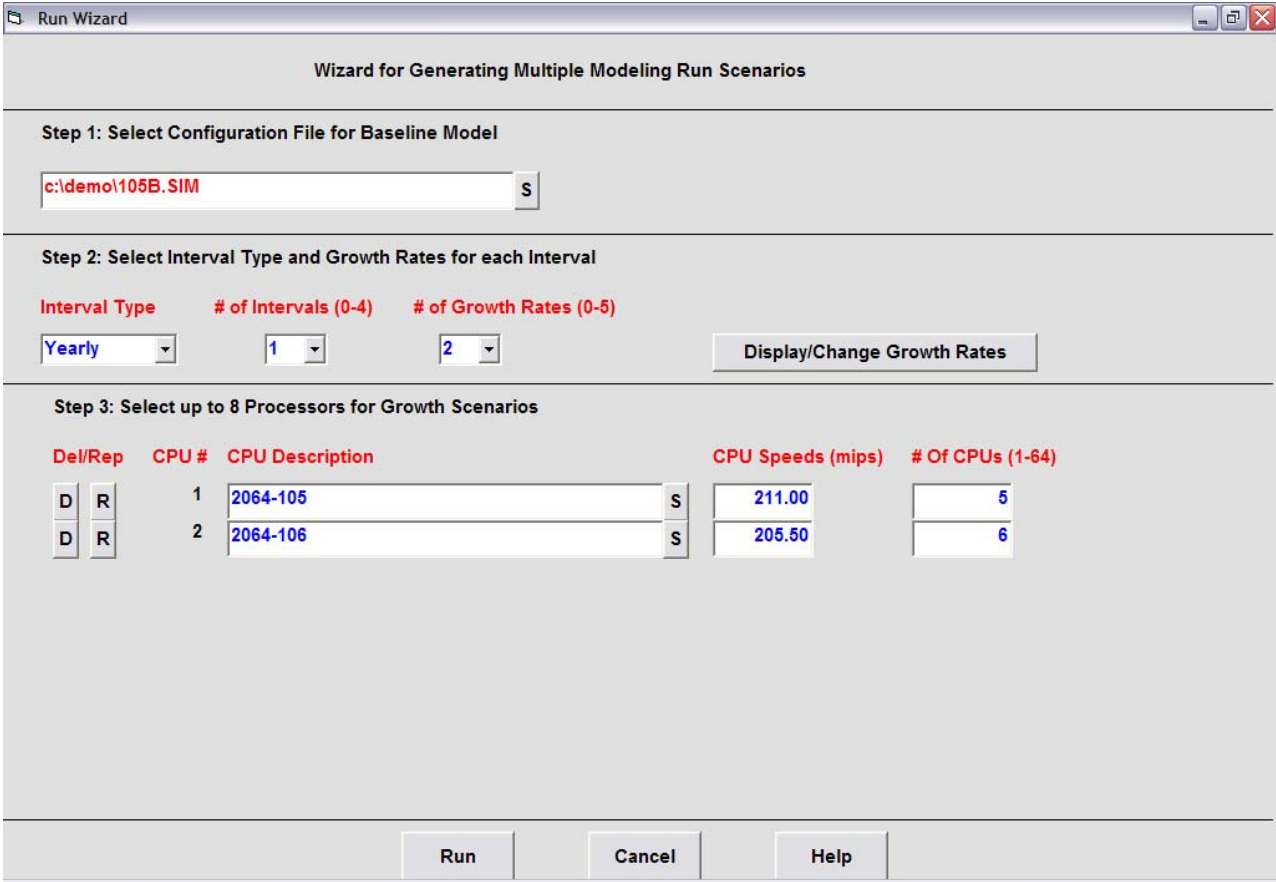 Run Wizard
Wizard for Generating Multiple Modeling Run Scenarios
Step 1: Select Configuration File for Baseline Model
c:\demo\105B.SIM S
Step 2: Select Interval Type and Growth Rates for each Interval
Interval Type # of Intervals (0-4) # of Growth Rates (0-5)
Yearly 1 2 Display/Change Growth Rates
Step 3: Select up to 8 Processors for Growth Scenarios
Del/Rep CPU # CPU Description CPU Speeds (mips) # Of CPUs (1-64)
D R 1 2064-105 S 211.00 5
D R 2 2064-106 S 205.50 6
Run Cancel Help